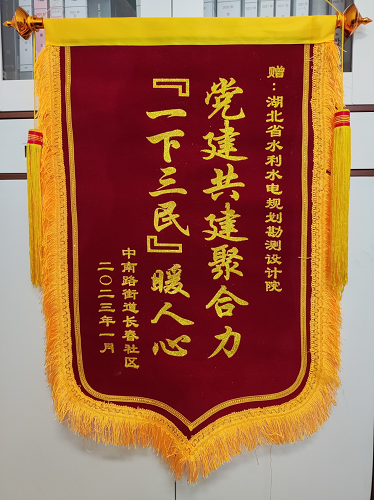 赠：湖北省水利水电规划勘测设计院
党建共建聚合力
『一下三民』暖人心
中南路街道长春社区
二〇二三年一月